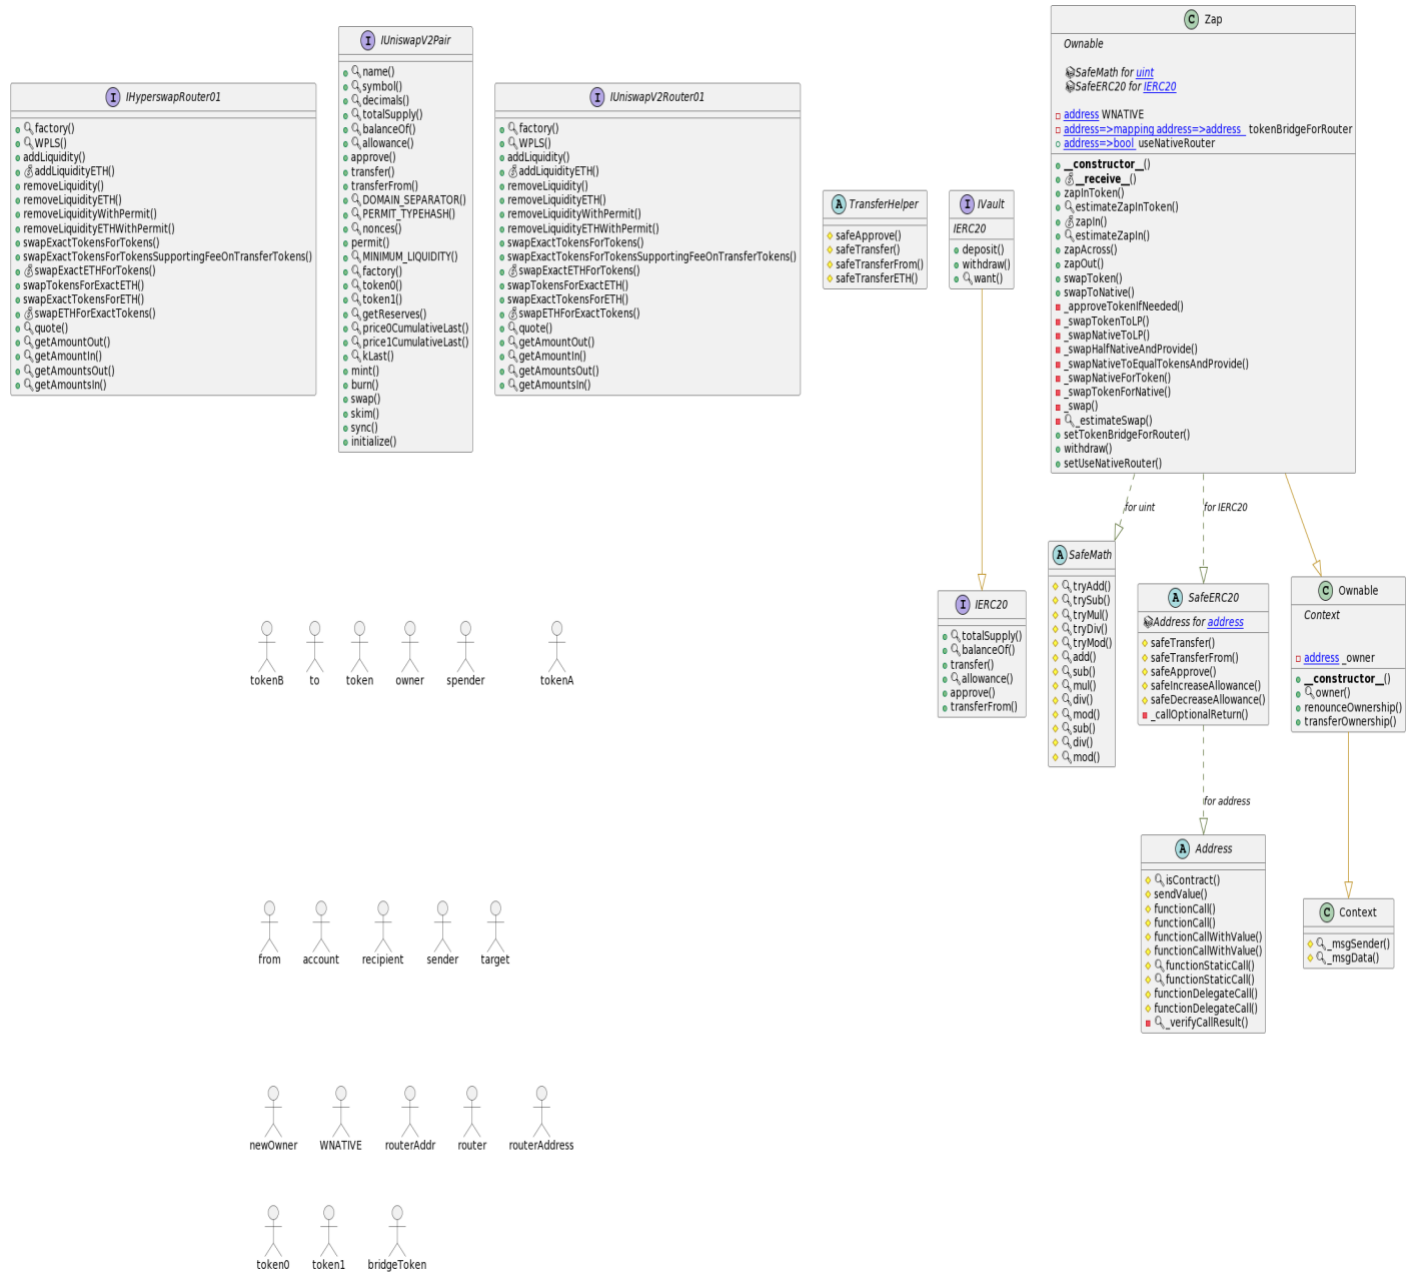 I IHyperswapRouter01
factory()
WPLS()
addLiquidity()
addLiquidityETH()
removeLiquidity()
removeLiquidityETH()
removeLiquidityWithPermit()
removeLiquidityETHWithPermit()
swapExactTokensForTokens()
swapExactTokensForTokensSupportingFeeOnTransferTokens()
swapExactETHForTokens()
swapTokensForExactETH()
swapExactTokensForETH()
swapETHForExactTokens()
quote()
getAmountOut()
getAmountIn()
getAmountsOut()
getAmountsIn()
I IUniswapV2Pair
name()
symbol()
decimals()
totalSupply()
balanceOf()
allowance()
approve()
transfer()
transferFrom()
DOMAIN_SEPARATOR()
PERMIT_TYPEHASH()
nonces()
permit()
MINIMUM_LIQUIDITY()
factory()
token0()
token1()
getReserves()
price0CumulativeLast()
price1CumulativeLast()
kLast()
mint()
burn()
swap()
skim()
sync()
initialize()
I IUniswapV2Router01
factory()
WPLS()
addLiquidity()
addLiquidityETH()
removeLiquidity()
removeLiquidityETH()
removeLiquidityWithPermit()
removeLiquidityETHWithPermit()
swapExactTokensForTokens()
swapExactTokensForTokensSupportingFeeOnTransferTokens()
swapExactETHForTokens()
swapTokensForExactETH()
swapExactTokensForETH()
swapETHForExactTokens()
quote()
getAmountOut()
getAmountIn()
getAmountsOut()
getAmountsIn()
A TransferHelper
safeApprove()
safeTransfer()
safeTransferFrom()
safeTransferETH()
I IVault
IERC20
deposit()
withdraw()
want()
C Zap
Ownable
SafeMath for uint
SafeERC20 for IERC20
address WNATIVE
address=>mapping address=>address tokenBridgeForRouter
address=>bool useNativeRouter
__constructor__()
__receive__()
zapInToken()
estimateZapInToken()
zapIn()
estimateZapIn()
zapAcross()
zapOut()
swapToken()
swapToNative()
_approveTokenIfNeeded()
_swapTokenToLP()
_swapNativeToLP()
_swapHalfNativeAndProvide()
_swapNativeToEqualTokensAndProvide()
_swapNativeForToken()
_swapTokenForNative()
_swap()
_estimateSwap()
setTokenBridgeForRouter()
withdraw()
setUseNativeRouter()
for uint
for IERC20
I IERC20
totalSupply()
balanceOf()
transfer()
allowance()
approve()
transferFrom()
A SafeMath
tryAdd()
trySub()
tryMul()
tryDiv()
tryMod()
add()
sub()
mul()
div()
mod()
sub()
div()
mod()
A SafeERC20
Address for address
safeTransfer()
safeTransferFrom()
safeApprove()
safeIncreaseAllowance()
safeDecreaseAllowance()
_callOptionalReturn()
C Ownable
Context
address _owner
__constructor__()
owner()
renounceOwnership()
transferOwnership()
tokenB to token owner spender tokenA
for address
A Address
isContract()
sendValue()
functionCall()
functionCall()
functionCallWithValue()
functionCallWithValue()
functionStaticCall()
functionStaticCall()
functionDelegateCall()
functionDelegateCall()
_verifyCallResult()
C Context
_msgSender()
_msgData()
from account recipient sender target
newOwner WNATIVE routerAddr router routerAddress
token0 token1 bridgeToken